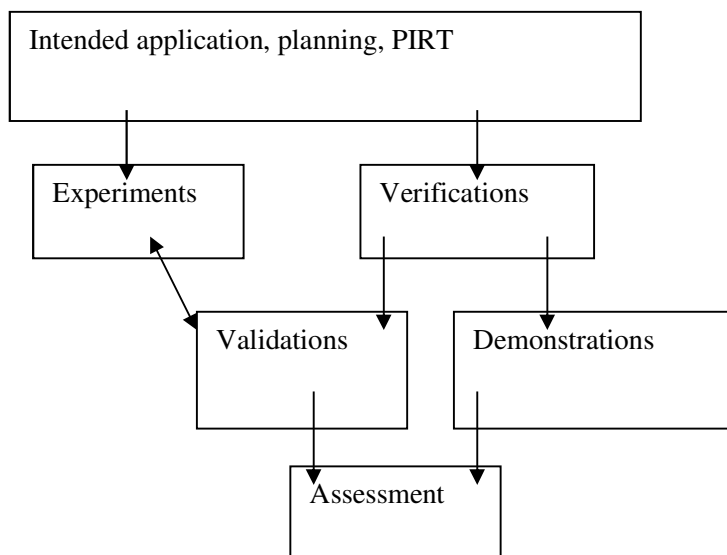 Intended application, planning, PIRT
Experiments
Verifications
Validations
Demonstrations
Assessment